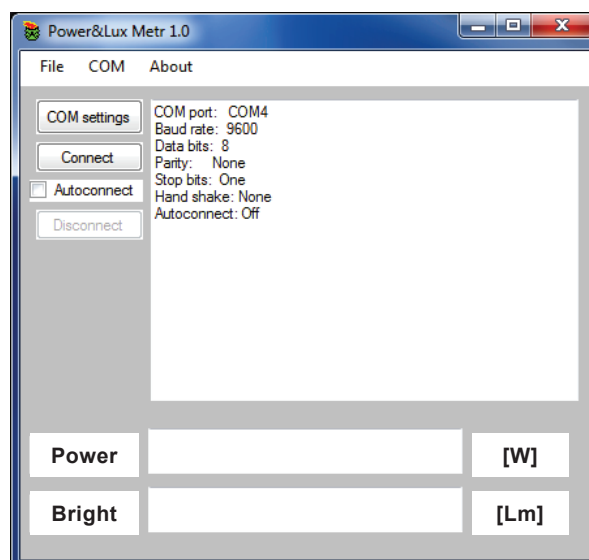 Power&Lux Metr 1.0
File COM About
COM settings
Connect
Autoconnect
Disconnect
COM port: COM4
Baud rate: 9600
Data bits: 8
Parity: None
Stop bits: One
Hand shake: None
Autoconnect: Off
Power [W]
Bright [Lm]